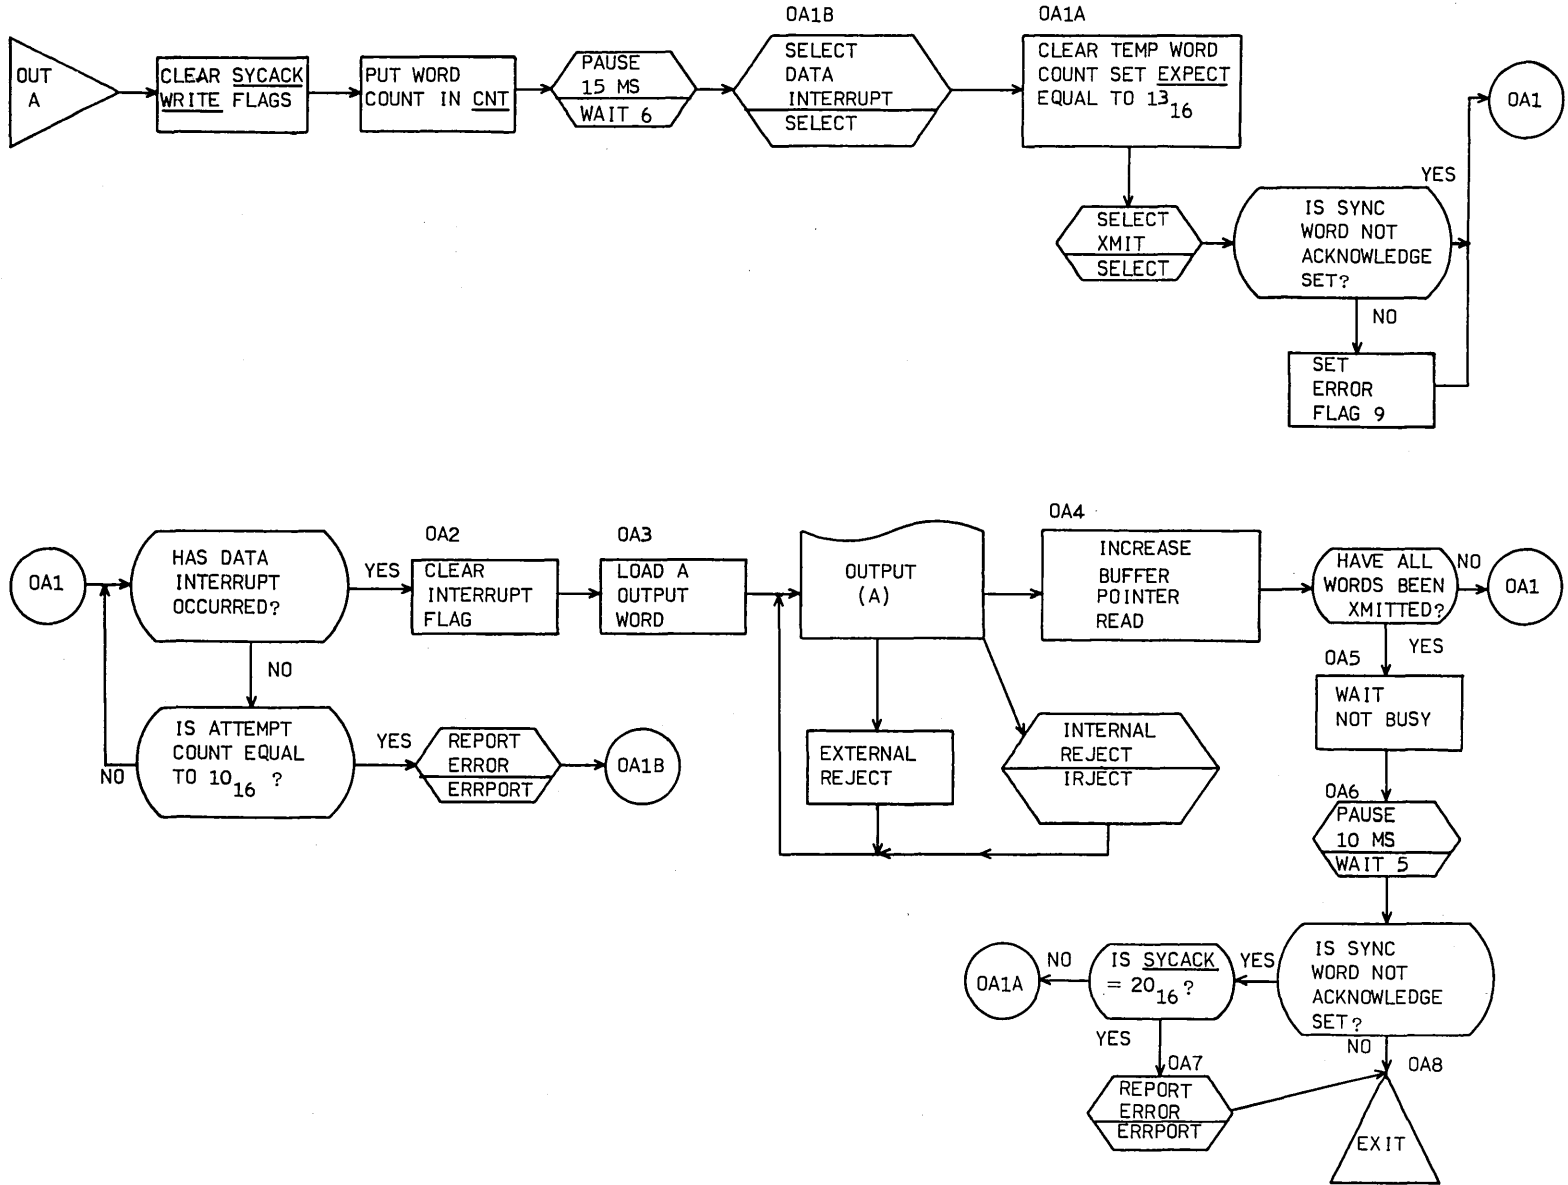 OUT
A
CLEAR SYCACK
WRITE FLAGS
PUT WORD
COUNT IN CNT
PAUSE
15 MS
WAIT 6
OA1B
SELECT
DATA
INTERRUPT
SELECT
OA1A
CLEAR TEMP WORD
COUNT SET EXPECT
EQUAL TO 13₁₆
OA1
SELECT
XMIT
SELECT
YES
IS SYNC
WORD NOT
ACKNOWLEDGE
SET?
NO
SET
ERROR
FLAG 9
OA1
HAS DATA
INTERRUPT
OCCURRED?
YES
NO
OA2
CLEAR
INTERRUPT
FLAG
OA3
LOAD A
OUTPUT
WORD
OUTPUT
(A)
OA4
INCREASE
BUFFER
POINTER
READ
HAVE ALL
WORDS BEEN
XMITTED?
NO
OA1
YES
IS ATTEMPT
COUNT EQUAL
TO 10₁₆ ?
NO
YES
REPORT
ERROR
ERRPORT
OA1B
EXTERNAL
REJECT
INTERNAL
REJECT
IRJECT
OA5
WAIT
NOT BUSY
OA6
PAUSE
10 MS
WAIT 5
IS SYNC
WORD NOT
ACKNOWLEDGE
SET?
YES
NO
IS SYCACK
= 20₁₆?
NO
OA1A
YES
OA7
REPORT
ERROR
ERRPORT
OA8
EXIT